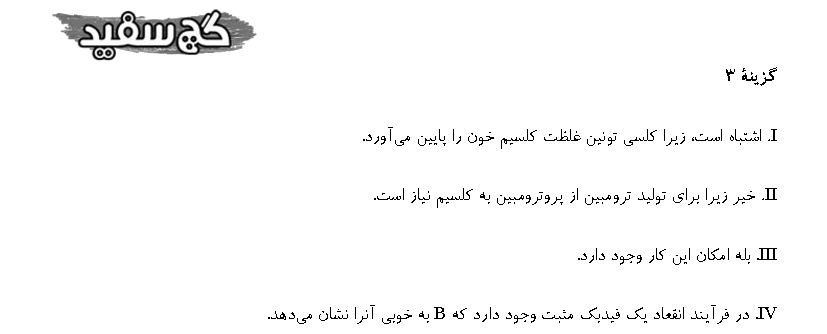 گچ سفید
گزینهٔ ۳
I. اشتباه است، زیرا کلسی تونین غلظت کلسیم خون را پایین می‌آورد.
II. خیر زیرا برای تولید ترومبین از پروترومبین به کلسیم نیاز است.
III. بله امکان این کار وجود دارد.
IV. در فرآیند انقعاد یک فیدبک مثبت وجود دارد که B به خوبی آنرا نشان می‌دهد.